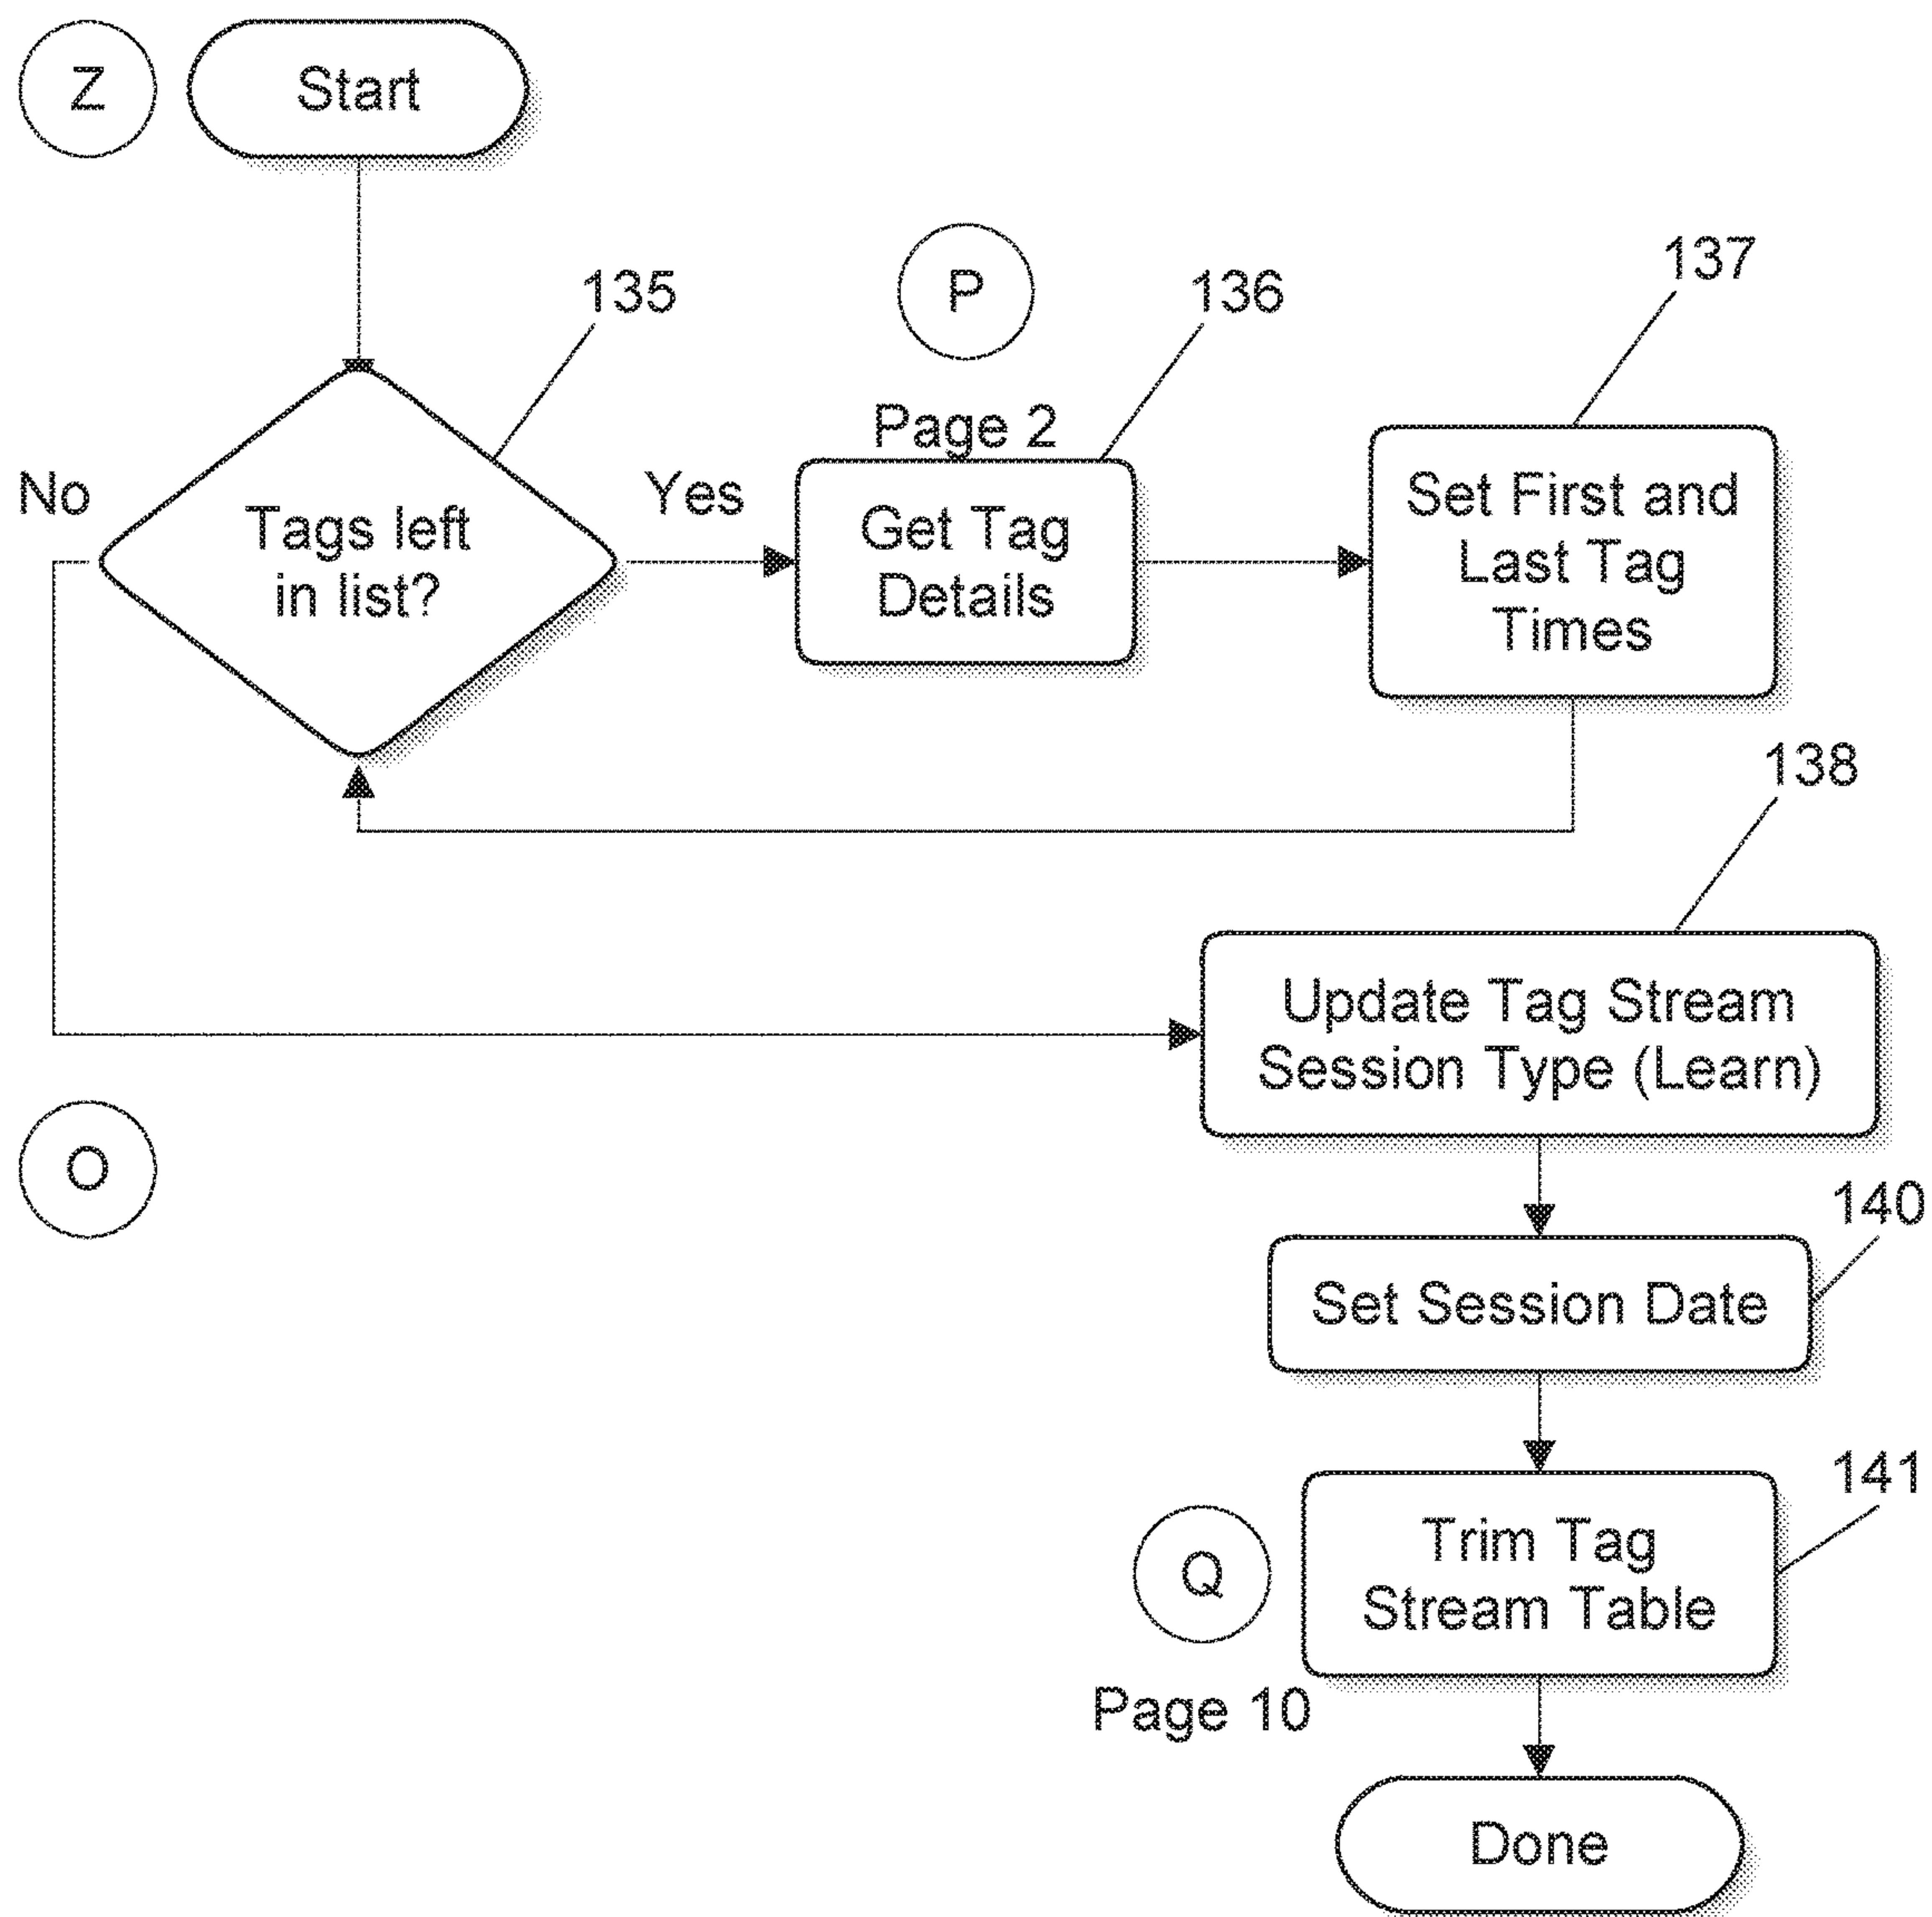 Z
Start
135
P
136
137
Page 2
No
Tags left
in list?
Yes
Get Tag
Details
Set First and
Last Tag
Times
138
Update Tag Stream
Session Type (Learn)
O
140
Set Session Date
141
Q
Trim Tag
Stream Table
Page 10
Done